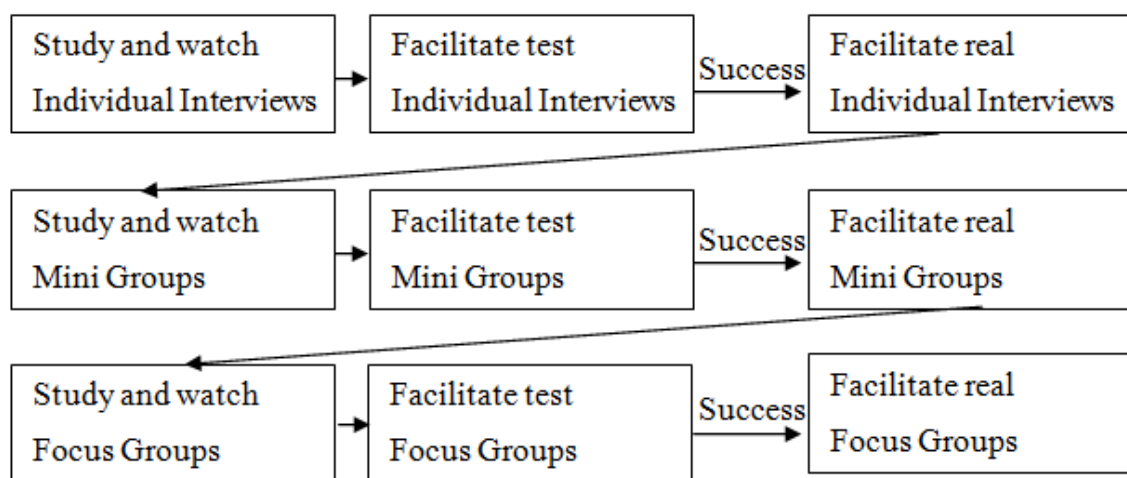 Study and watch
Individual Interviews
Facilitate test
Individual Interviews
Success
Facilitate real
Individual Interviews
Study and watch
Mini Groups
Facilitate test
Mini Groups
Success
Facilitate real
Mini Groups
Study and watch
Focus Groups
Facilitate test
Focus Groups
Success
Facilitate real
Focus Groups